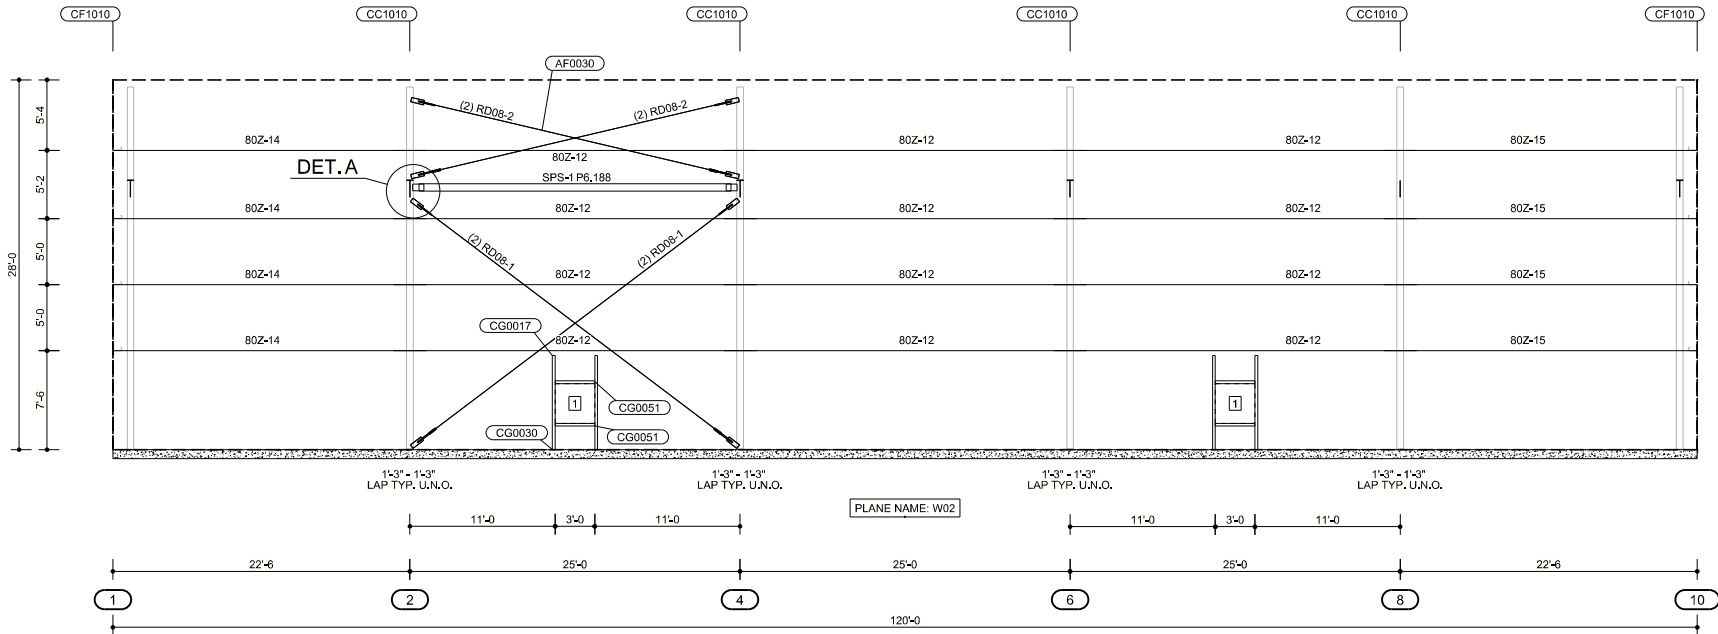 CF1010 CC1010 CC1010 CC1010 CC1010 CF1010
AF0030
(2) RD08-2 (2) RD08-2
5'-4
80Z-14 80Z-12 80Z-12 80Z-12 80Z-15
DET.A
5'-2
SPS-1 P6.188
80Z-14 80Z-12 80Z-12 80Z-12 80Z-15
(2) RD08-1 (2) RD08-1
28'-0
5'-0
80Z-14 80Z-12 80Z-12 80Z-12 80Z-15
5'-0
CG0017
80Z-14 80Z-12 80Z-12 80Z-12 80Z-15
7'-6
1 1
CG0051
CG0030 CG0051
1'-3" - 1'-3" 1'-3" - 1'-3" 1'-3" - 1'-3" 1'-3" - 1'-3"
LAP TYP. U.N.O. LAP TYP. U.N.O. LAP TYP. U.N.O. LAP TYP. U.N.O.
PLANE NAME: W02
11'-0 3'-0 11'-0 11'-0 3'-0 11'-0
22'-6 25'-0 25'-0 25'-0 22'-6
1 2 4 6 8 10
120'-0